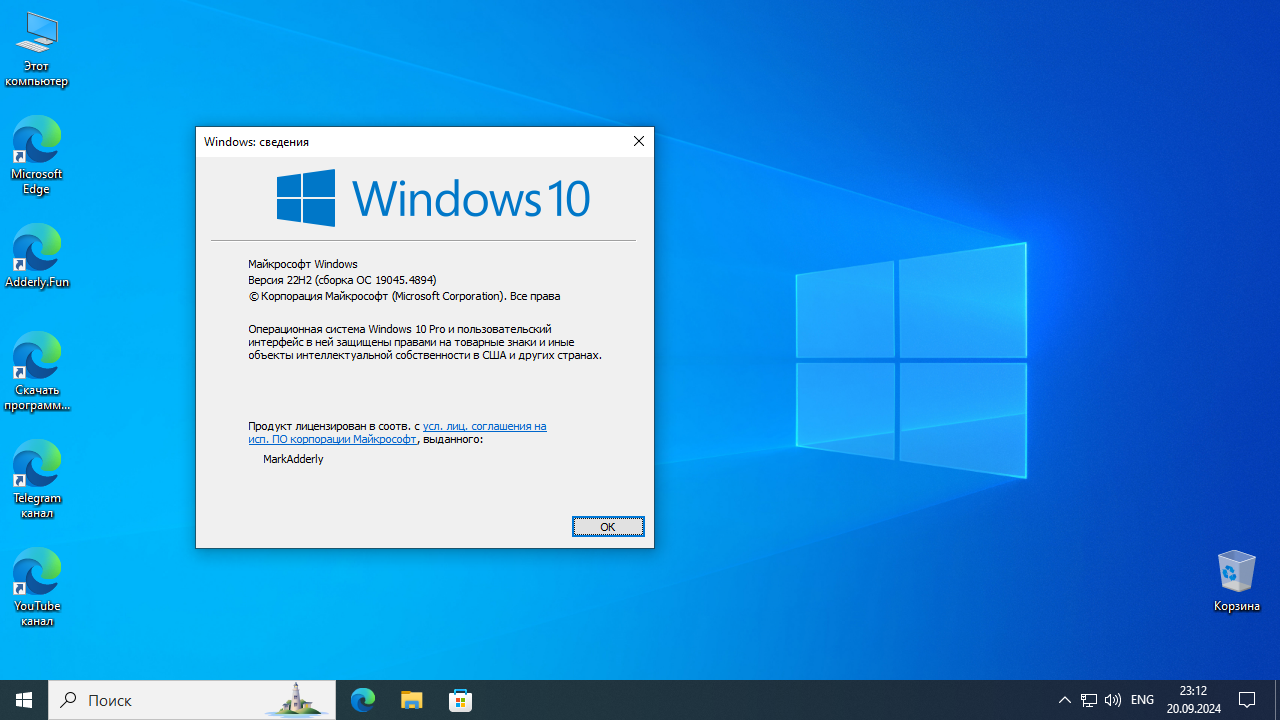 Этот
компьютер
Microsoft
Edge
Adderly.Fun
Скачать
программ...
Telegram
канал
YouTube
канал
Windows: сведения
Windows 10
Майкрософт Windows
Версия 22H2 (сборка ОС 19045.4894)
© Корпорация Майкрософт (Microsoft Corporation). Все права
Операционная система Windows 10 Pro и пользовательский
интерфейс в ней защищены правами на товарные знаки и иные
объекты интеллектуальной собственности в США и других странах.
Продукт лицензирован в соотв. с усл. лиц. соглашения на
исп. ПО корпорации Майкрософт, выданного:
MarkAdderly
OK
Корзина
Поиск
ENG
23:12
20.09.2024